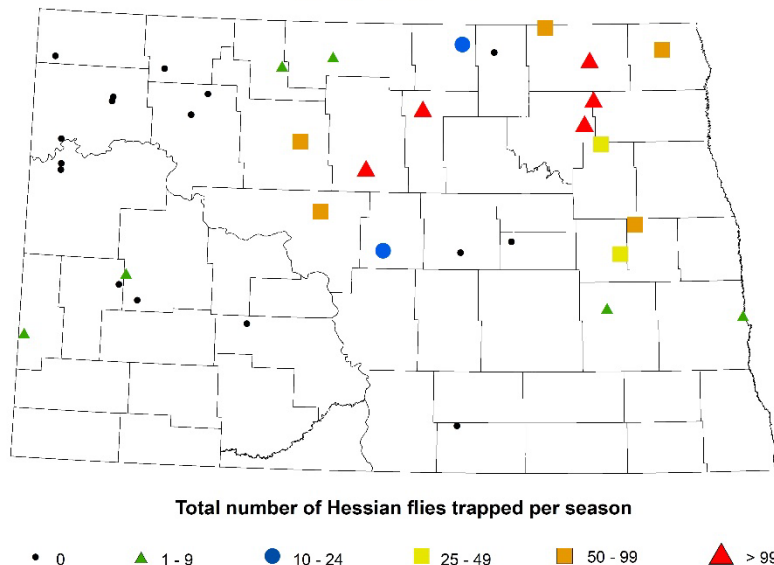 Total number of Hessian flies trapped per season
0 1 - 9 10 - 24 25 - 49 50 - 99 > 99